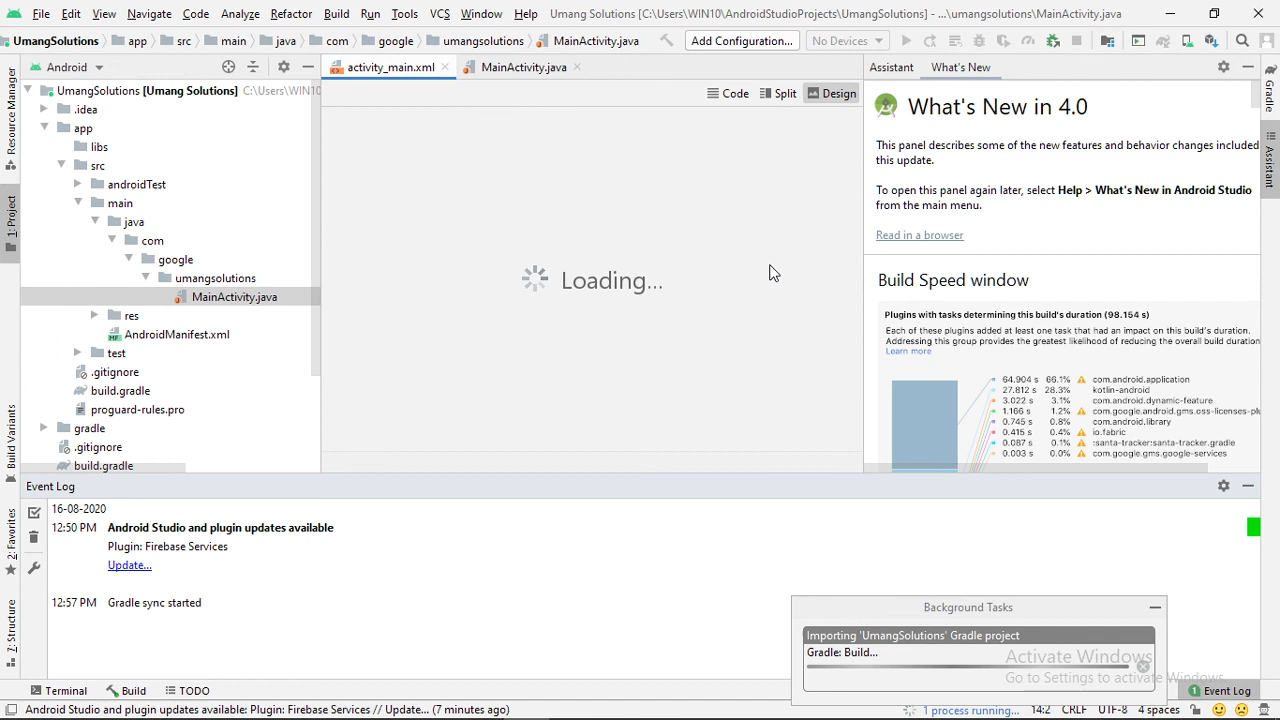 File Edit View Navigate Code Analyze Refactor Build Run Tools VCS Window Help Umang Solutions [C:\Users\WIN10\AndroidStudioProjects\UmangSolutions] - ...\umangsolutions\MainActivity.java
UmangSolutions app src main java com google umangsolutions MainActivity.java Add Configuration... No Devices
Android activity_main.xml MainActivity.java Assistant What's New
Code Split Design
UmangSolutions [Umang Solutions] C:\Users\WIN10
.idea
app
libs
src
androidTest
main
java
com
google
umangsolutions
MainActivity.java
res
AndroidManifest.xml
test
.gitignore
build.gradle
proguard-rules.pro
gradle
.gitignore
build.gradle
Resource Manager
1: Project
Build Variants
2: Favorites
Z: Structure
Loading...
What's New in 4.0
This panel describes some of the new features and behavior changes included
this update.
To open this panel again later, select Help > What's New in Android Studio
from the main menu.
Read in a browser
Build Speed window
Plugins with tasks determining this build's duration (98.154 s)
Each of these plugins added at least one task that had an impact on this build's duration.
Addressing this group provides the greatest likelihood of reducing the overall build duration
Learn more
64.904 s 66.1% com.android.application
27.812 s 28.3% kotlin-android
3.022 s 3.1% com.android.dynamic-feature
1.166 s 1.2% com.google.android.gms.oss-licenses-plu
0.745 s 0.8% com.android.library
0.415 s 0.4% io.fabric
0.087 s 0.1% :santa-tracker:santa-tracker.gradle
0.003 s 0.0% com.google.gms.google-services
Gradle
Assistant
Event Log
16-08-2020
12:50 PM Android Studio and plugin updates available
Plugin: Firebase Services
Update...
12:57 PM Gradle sync started
Background Tasks
Importing 'UmangSolutions' Gradle project
Gradle: Build...
Activate Windows
Go to Settings to activate Windows.
Terminal Build TODO 1 Event Log
Android Studio and plugin updates available: Plugin: Firebase Services // Update... (7 minutes ago) 1 process running... 14:2 CRLF UTF-8 4 spaces